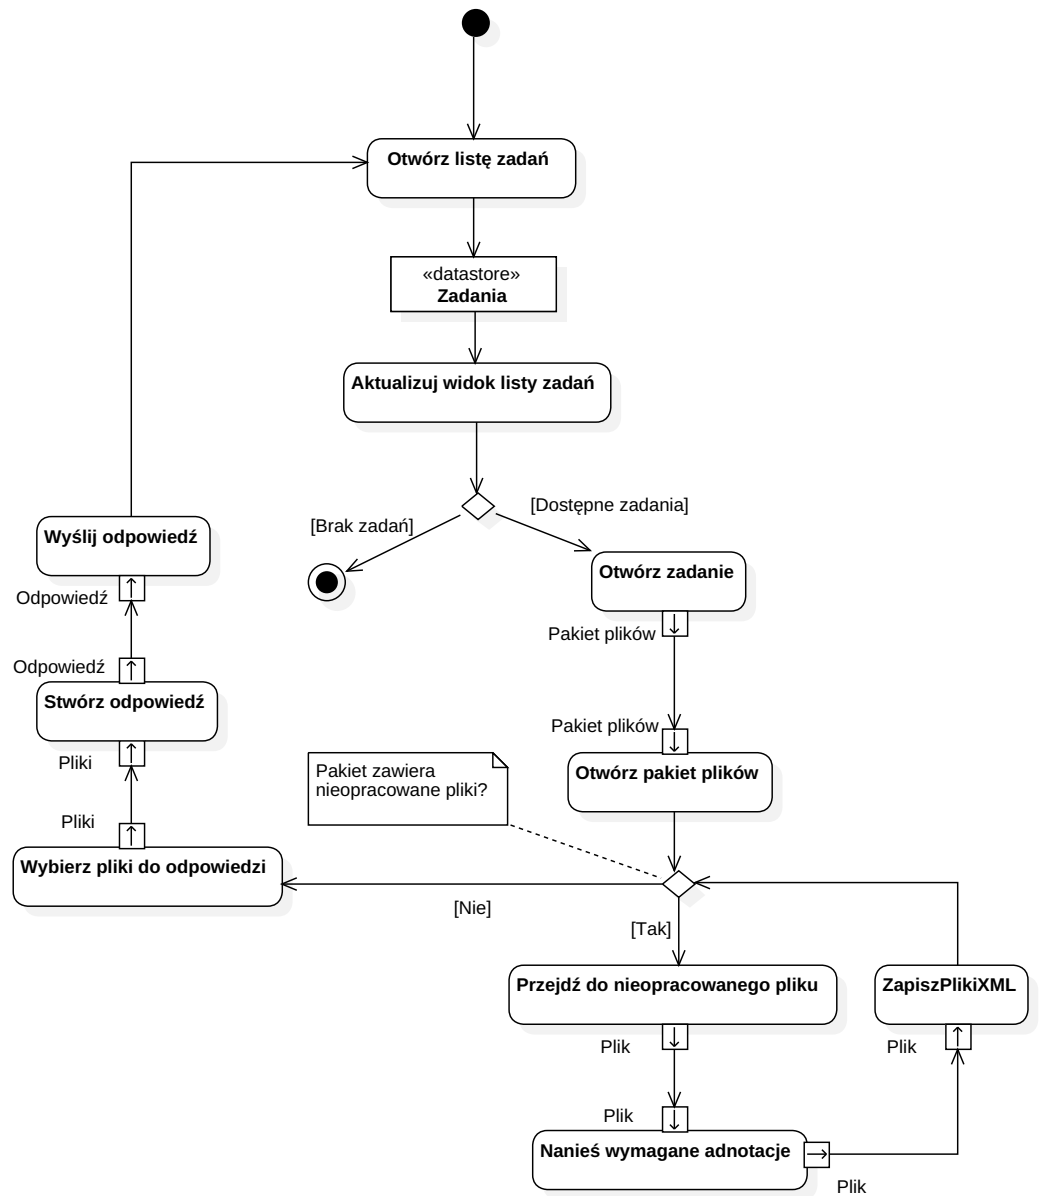 Otwórz listę zadań
«datastore»
Zadania
Aktualizuj widok listy zadań
[Brak zadań]
[Dostępne zadania]
Wyślij odpowiedź
Odpowiedź
Otwórz zadanie
Pakiet plików
Odpowiedź
Stwórz odpowiedź
Pliki
Pakiet plików
Otwórz pakiet plików
Pakiet zawiera
nieopracowane pliki?
Pliki
Wybierz pliki do odpowiedzi
[Nie]
[Tak]
Przejdź do nieopracowanego pliku
ZapiszPlikiXML
Plik
Plik
Plik
Nanieś wymagane adnotacje
Plik